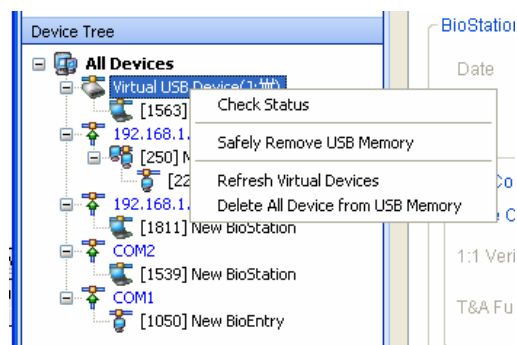 Device Tree
BioStation
All Devices
Date
Virtual USB Device(J:\)
Check Status
[1563]
192.168.1.
Safely Remove USB Memory
[250]
[22
Refresh Virtual Devices
192.168.1.
Delete All Device from USB Memory
[1811] New BioStation
COM2
1:1 Veri
[1539] New BioStation
COM1
T&A Fu
[1050] New BioEntry